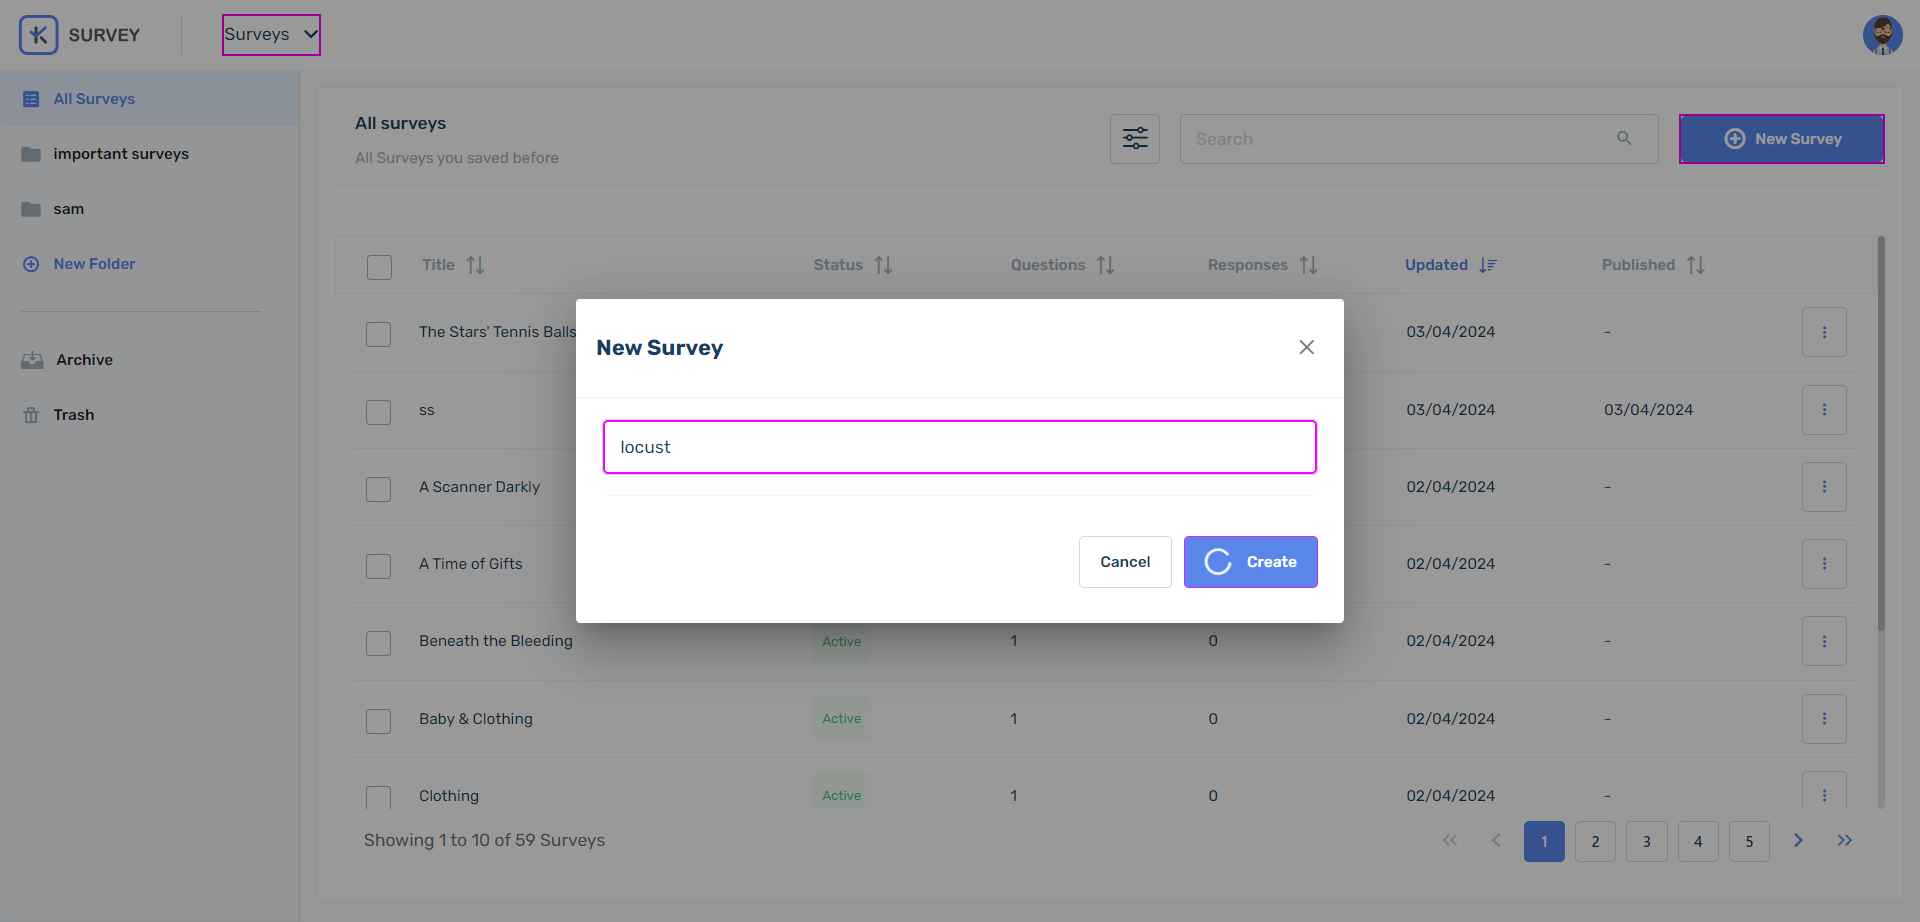 SURVEY
Surveys
All Surveys
important surveys
sam
New Folder
Archive
Trash
All surveys
All Surveys you saved before
Search
New Survey
Title Status Questions Responses Updated Published
The Stars' Tennis Balls 03/04/2024 -
ss 03/04/2024 03/04/2024
A Scanner Darkly 02/04/2024 -
A Time of Gifts 02/04/2024 -
Beneath the Bleeding Active 1 0 02/04/2024 -
Baby & Clothing Active 1 0 02/04/2024 -
Clothing Active 1 0 02/04/2024 -
New Survey
locust
Cancel Create
Showing 1 to 10 of 59 Surveys
1 2 3 4 5